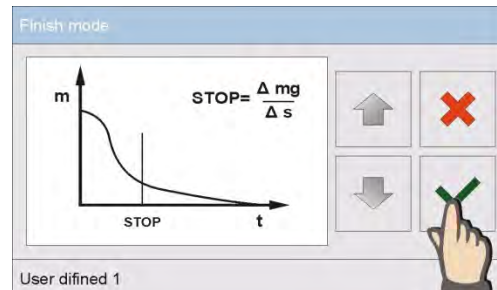 Finish mode
m
STOP= Δ mg
Δ s
STOP
t
User difined 1